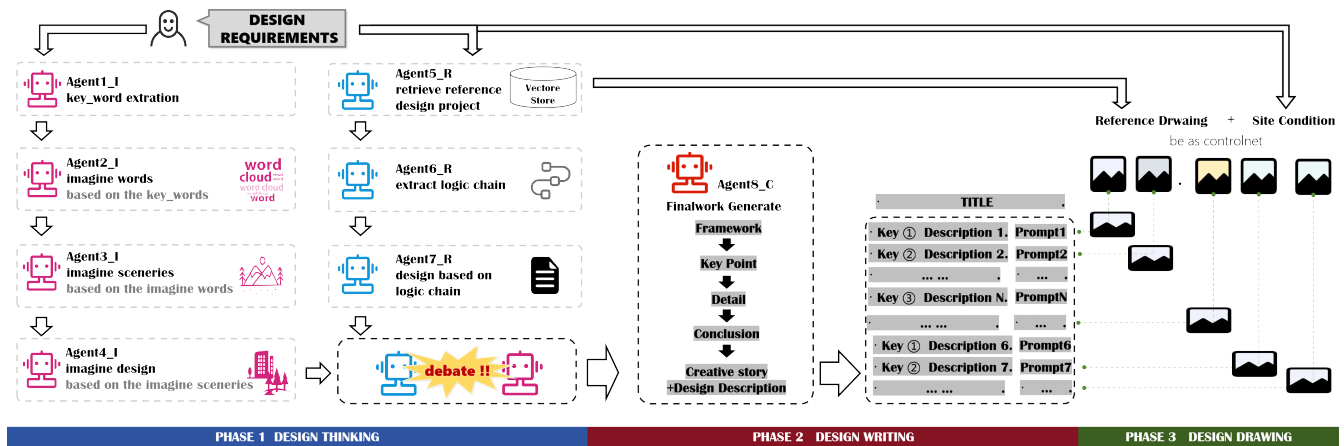 DESIGN
REQUIREMENTS
Agent1_I
key_word extration
Agent2_I
imagine words
based on the key_words
word
cloud
word cloud
word
Agent3_I
imagine sceneries
based on the imagine words
Agent4_I
imagine design
based on the imagine sceneries
Agent5_R
retrieve reference
design project
Vectore
Store
Agent6_R
extract logic chain
Agent7_R
design based on
logic chain
debate !!
Agent8_C
Finalwork Generate
Framework
Key Point
Detail
Conclusion
Creative story
+Design Description
TITLE .
· Key ① Description 1. Prompt1
· Key ② Description 2. Prompt2
· ... ... . · ... .
· Key ③ Description N. PromptN
· ... ... . · ... .
· Key ① Description 6. Prompt6
· Key ② Description 7. Prompt7
· ... ... . ...
Reference Drwaing + Site Condition
be as controlnet
.
PHASE 1 DESIGN THINKING
PHASE 2 DESIGN WRITING
PHASE 3 DESIGN DRAWING